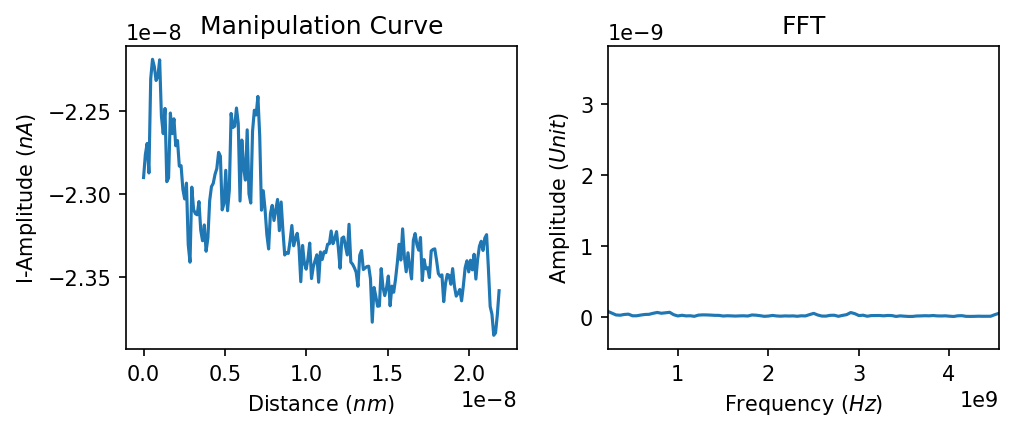 Manipulation Curve
1e−8
I-Amplitude (nA)
−2.25
−2.30
−2.35
0.0 0.5 1.0 1.5 2.0
Distance (nm)
1e−8
FFT
1e−9
Amplitude (Unit)
3
1
0
1 2 3 4
Frequency (Hz)
1e9